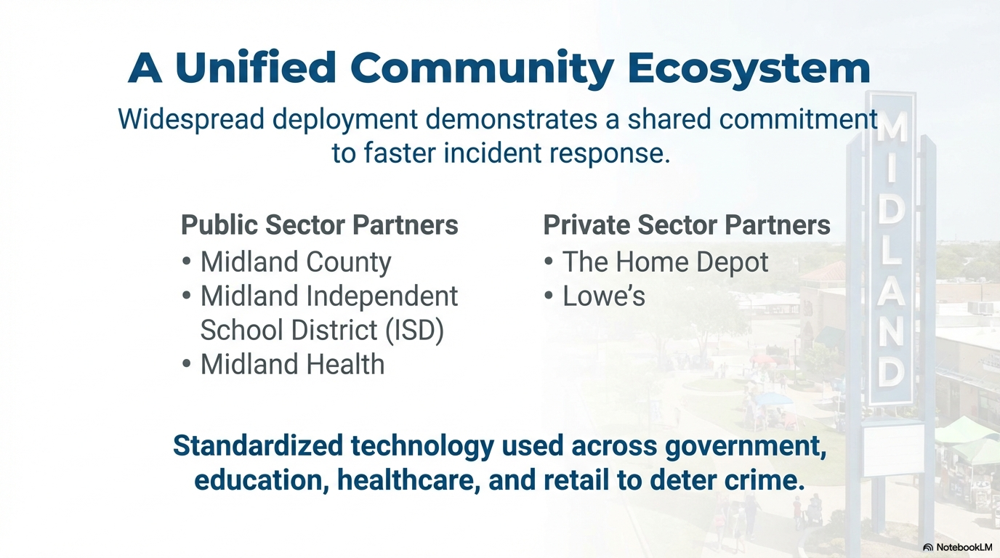 A Unified Community Ecosystem
Widespread deployment demonstrates a shared commitment
to faster incident response.
Public Sector Partners
• Midland County
• Midland Independent
School District (ISD)
• Midland Health
Private Sector Partners
• The Home Depot
• Lowe’s
MIDLAND
Standardized technology used across government,
education, healthcare, and retail to deter crime.
NotebookLM